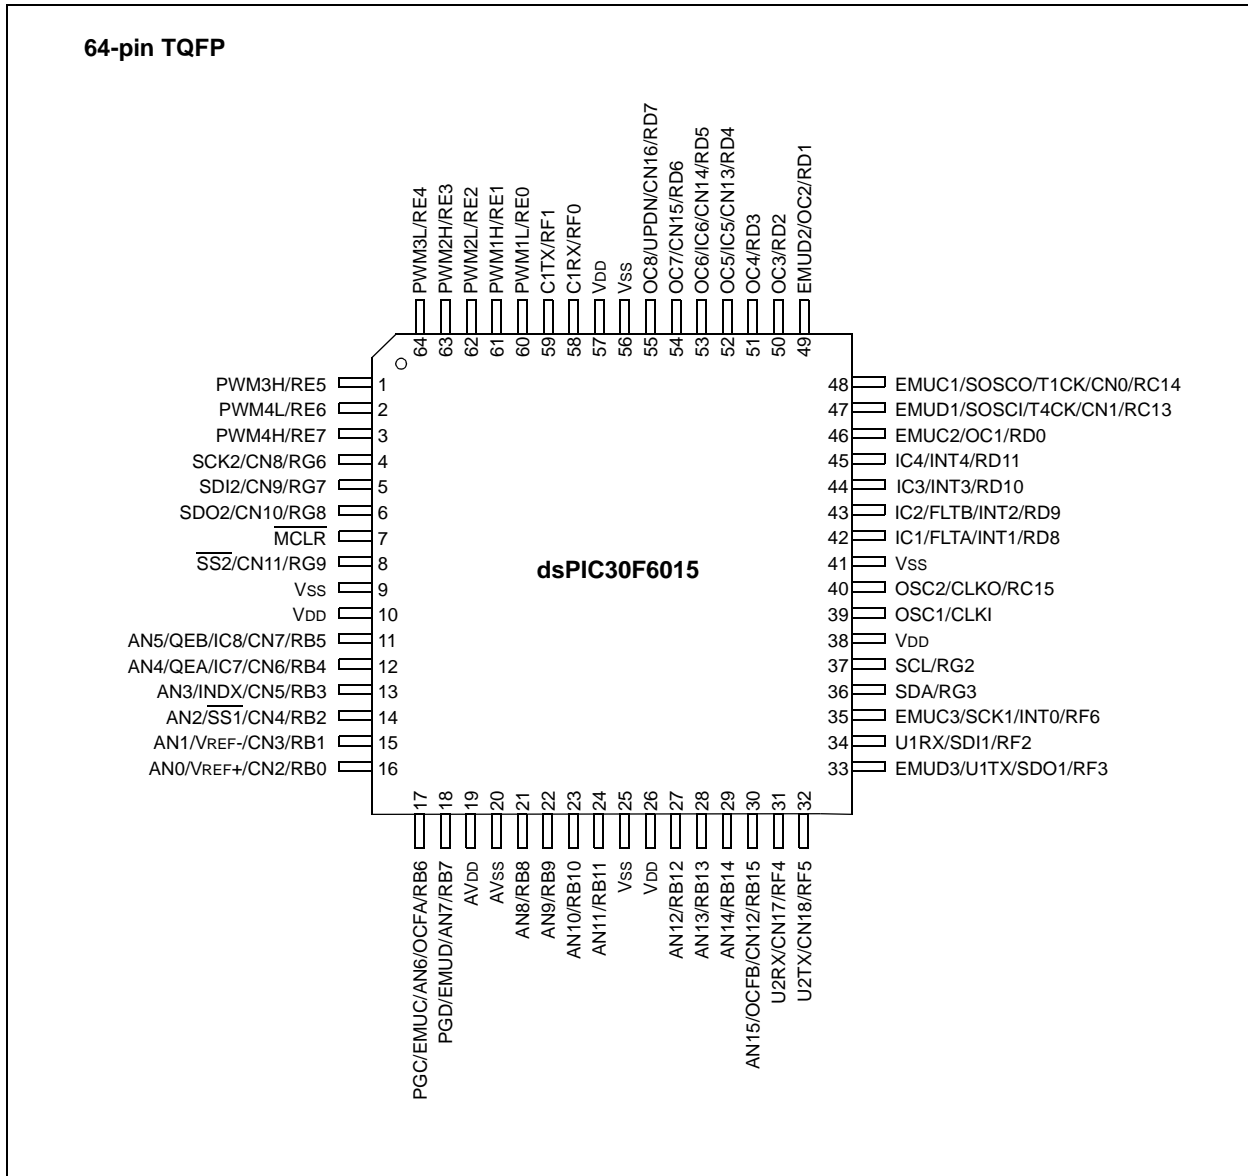 64-pin TQFP
PWM3L/RE4
PWM2H/RE3
PWM2L/RE2
PWM1H/RE1
PWM1L/RE0
C1TX/RF1
C1RX/RF0
VDD
VSS
OC8/UPDN/CN16/RD7
OC7/CN15/RD6
OC6/IC6/CN14/RD5
OC5/IC5/CN13/RD4
OC4/RD3
OC3/RD2
EMUD2/OC2/RD1
64 63 62 61 60 59 58 57 56 55 54 53 52 51 50 49
PWM3H/RE5 1
PWM4L/RE6 2
PWM4H/RE7 3
SCK2/CN8/RG6 4
SDI2/CN9/RG7 5
SDO2/CN10/RG8 6
MCLR 7
SS2/CN11/RG9 8
VSS 9
VDD 10
AN5/QEB/IC8/CN7/RB5 11
AN4/QEA/IC7/CN6/RB4 12
AN3/INDX/CN5/RB3 13
AN2/SS1/CN4/RB2 14
AN1/VREF-/CN3/RB1 15
AN0/VREF+/CN2/RB0 16
dsPIC30F6015
48 EMUC1/SOSCO/T1CK/CN0/RC14
47 EMUD1/SOSCI/T4CK/CN1/RC13
46 EMUC2/OC1/RD0
45 IC4/INT4/RD11
44 IC3/INT3/RD10
43 IC2/FLTB/INT2/RD9
42 IC1/FLTA/INT1/RD8
41 VSS
40 OSC2/CLKO/RC15
39 OSC1/CLKI
38 VDD
37 SCL/RG2
36 SDA/RG3
35 EMUC3/SCK1/INT0/RF6
34 U1RX/SDI1/RF2
33 EMUD3/U1TX/SDO1/RF3
17 18 19 20 21 22 23 24 25 26 27 28 29 30 31 32
PGC/EMUC/AN6/OCFA/RB6
PGD/EMUD/AN7/RB7
AVDD
AVSS
AN8/RB8
AN9/RB9
AN10/RB10
AN11/RB11
VSS
VDD
AN12/RB12
AN13/RB13
AN14/RB14
AN15/OCFB/CN12/RB15
U2RX/CN17/RF4
U2TX/CN18/RF5